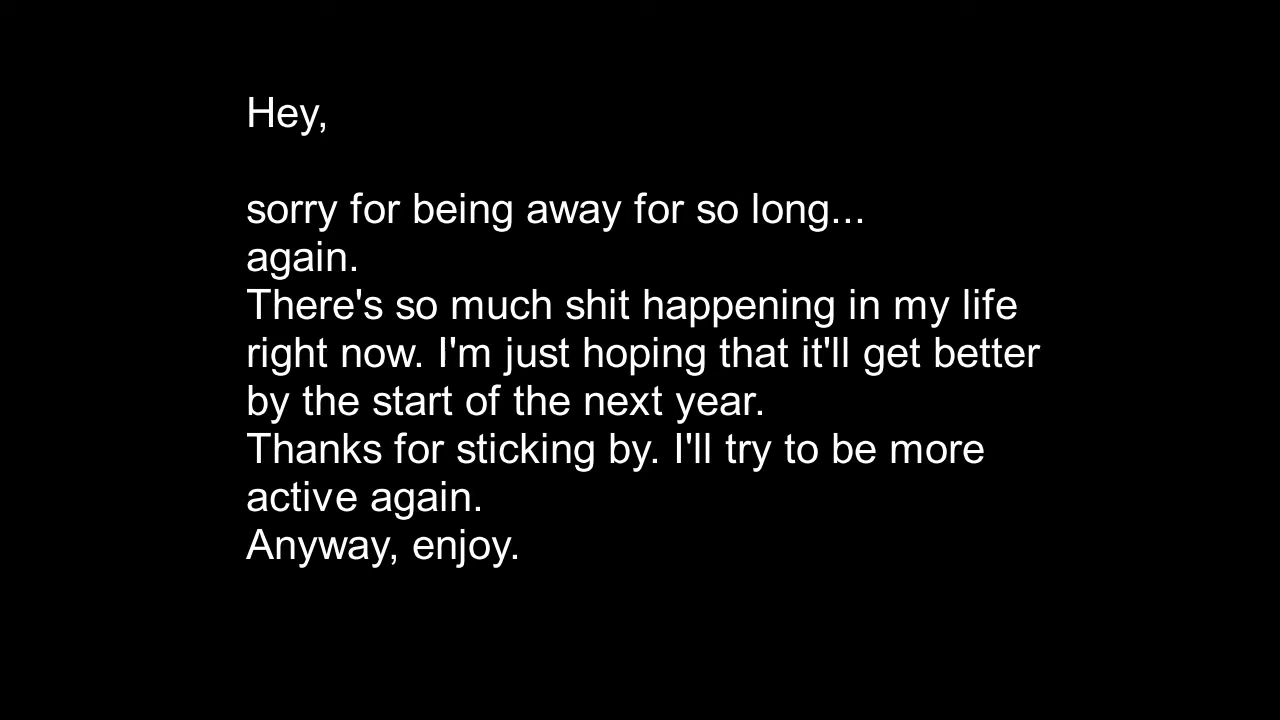 Hey,
sorry for being away for so long...
again.
There's so much shit happening in my life
right now. I'm just hoping that it'll get better
by the start of the next year.
Thanks for sticking by. I'll try to be more
active again.
Anyway, enjoy.